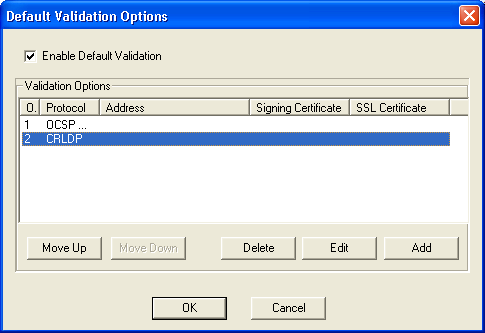 Default Validation Options
Enable Default Validation
Validation Options
O. Protocol Address Signing Certificate SSL Certificate
1 OCSP ...
2 CRLDP
Move Up Move Down Delete Edit Add
OK Cancel